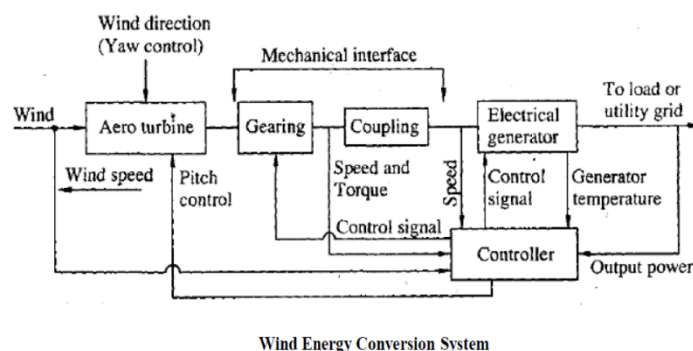 Wind direction
(Yaw control)
Mechanical interface
To load or
utility grid
Wind
Aero turbine
Gearing
Coupling
Electrical
generator
Wind speed
Pitch
control
Speed and
Torque
Speed
Control
signal
Generator
temperature
Control signal
Controller
Output power
Wind Energy Conversion System